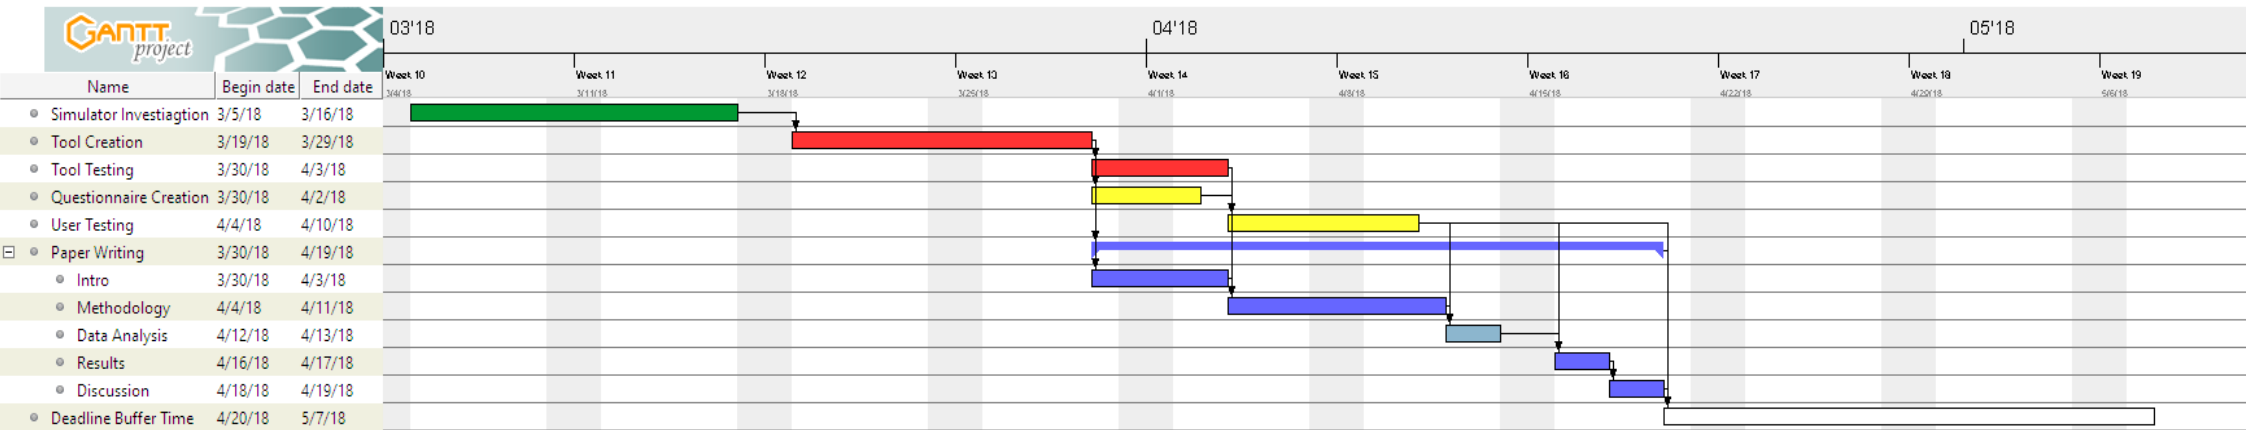 GANTT
project
03'18 04'18 05'18
Week 10 Week 11 Week 12 Week 13 Week 14 Week 15 Week 16 Week 17 Week 18 Week 19
3/4/18 3/11/18 3/18/18 3/25/18 4/1/18 4/8/18 4/15/18 4/22/18 4/29/18 5/6/18
Name Begin date End date
Simulator Investiagtion 3/5/18 3/16/18
Tool Creation 3/19/18 3/29/18
Tool Testing 3/30/18 4/3/18
Questionnaire Creation 3/30/18 4/2/18
User Testing 4/4/18 4/10/18
Paper Writing 3/30/18 4/19/18
Intro 3/30/18 4/3/18
Methodology 4/4/18 4/11/18
Data Analysis 4/12/18 4/13/18
Results 4/16/18 4/17/18
Discussion 4/18/18 4/19/18
Deadline Buffer Time 4/20/18 5/7/18